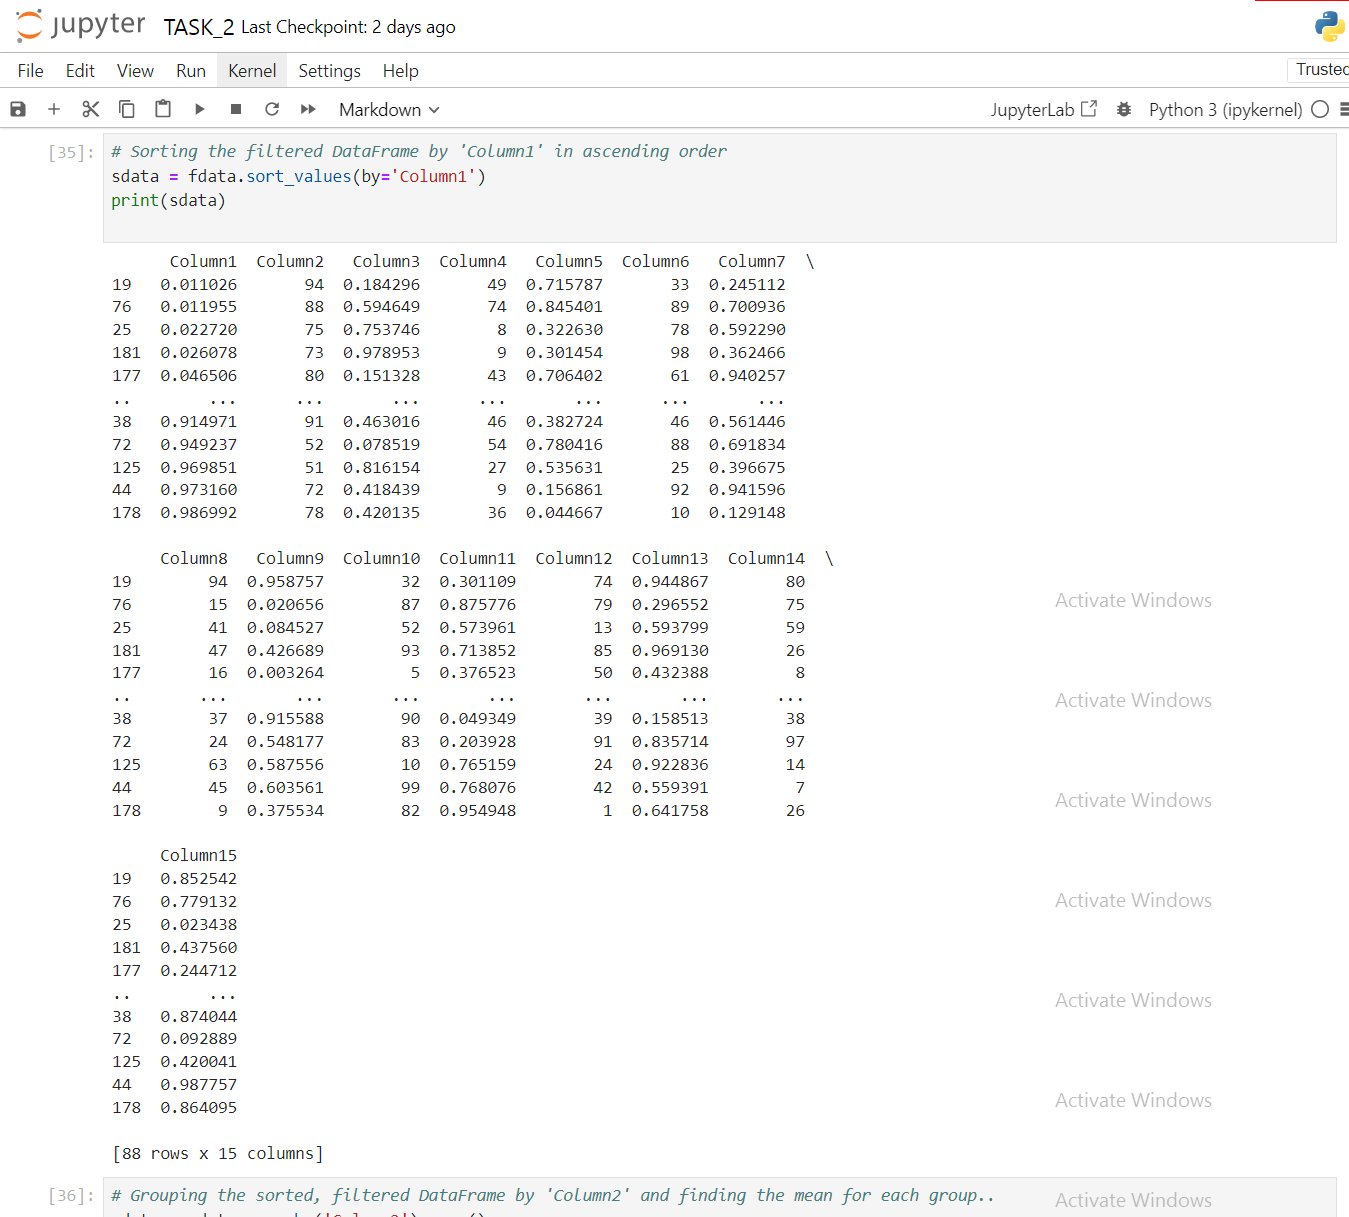 jupyter TASK_2 Last Checkpoint: 2 days ago
File Edit View Run Kernel Settings Help Trusted
Markdown JupyterLab Python 3 (ipykernel)
[35]: # Sorting the filtered DataFrame by 'Column1' in ascending order
sdata = fdata.sort_values(by='Column1')
print(sdata)
Column1 Column2 Column3 Column4 Column5 Column6 Column7 \
19 0.011026 94 0.184296 49 0.715787 33 0.245112
76 0.011955 88 0.594649 74 0.845401 89 0.700936
25 0.022720 75 0.753746 8 0.322630 78 0.592290
181 0.026078 73 0.978953 9 0.301454 98 0.362466
177 0.046506 80 0.151328 43 0.706402 61 0.940257
.. ... ... ... ... ... ... ...
38 0.914971 91 0.463016 46 0.382724 46 0.561446
72 0.949237 52 0.078519 54 0.780416 88 0.691834
125 0.969851 51 0.816154 27 0.535631 25 0.396675
44 0.973160 72 0.418439 9 0.156861 92 0.941596
178 0.986992 78 0.420135 36 0.044667 10 0.129148
Column8 Column9 Column10 Column11 Column12 Column13 Column14 \
19 94 0.958757 32 0.301109 74 0.944867 80
76 15 0.020656 87 0.875776 79 0.296552 75
Activate Windows
25 41 0.084527 52 0.573961 13 0.593799 59
181 47 0.426689 93 0.713852 85 0.969130 26
177 16 0.003264 5 0.376523 50 0.432388 8
.. ... ... ... ... ... ... ...
Activate Windows
38 37 0.915588 90 0.049349 39 0.158513 38
72 24 0.548177 83 0.203928 91 0.835714 97
125 63 0.587556 10 0.765159 24 0.922836 14
44 45 0.603561 99 0.768076 42 0.559391 7
Activate Windows
178 9 0.375534 82 0.954948 1 0.641758 26
Column15
19 0.852542
76 0.779132
Activate Windows
25 0.023438
181 0.437560
177 0.244712
.. ...
Activate Windows
38 0.874044
72 0.092889
125 0.420041
44 0.987757
178 0.864095
Activate Windows
[88 rows x 15 columns]
[36]: # Grouping the sorted, filtered DataFrame by 'Column2' and finding the mean for each group..
Activate Windows